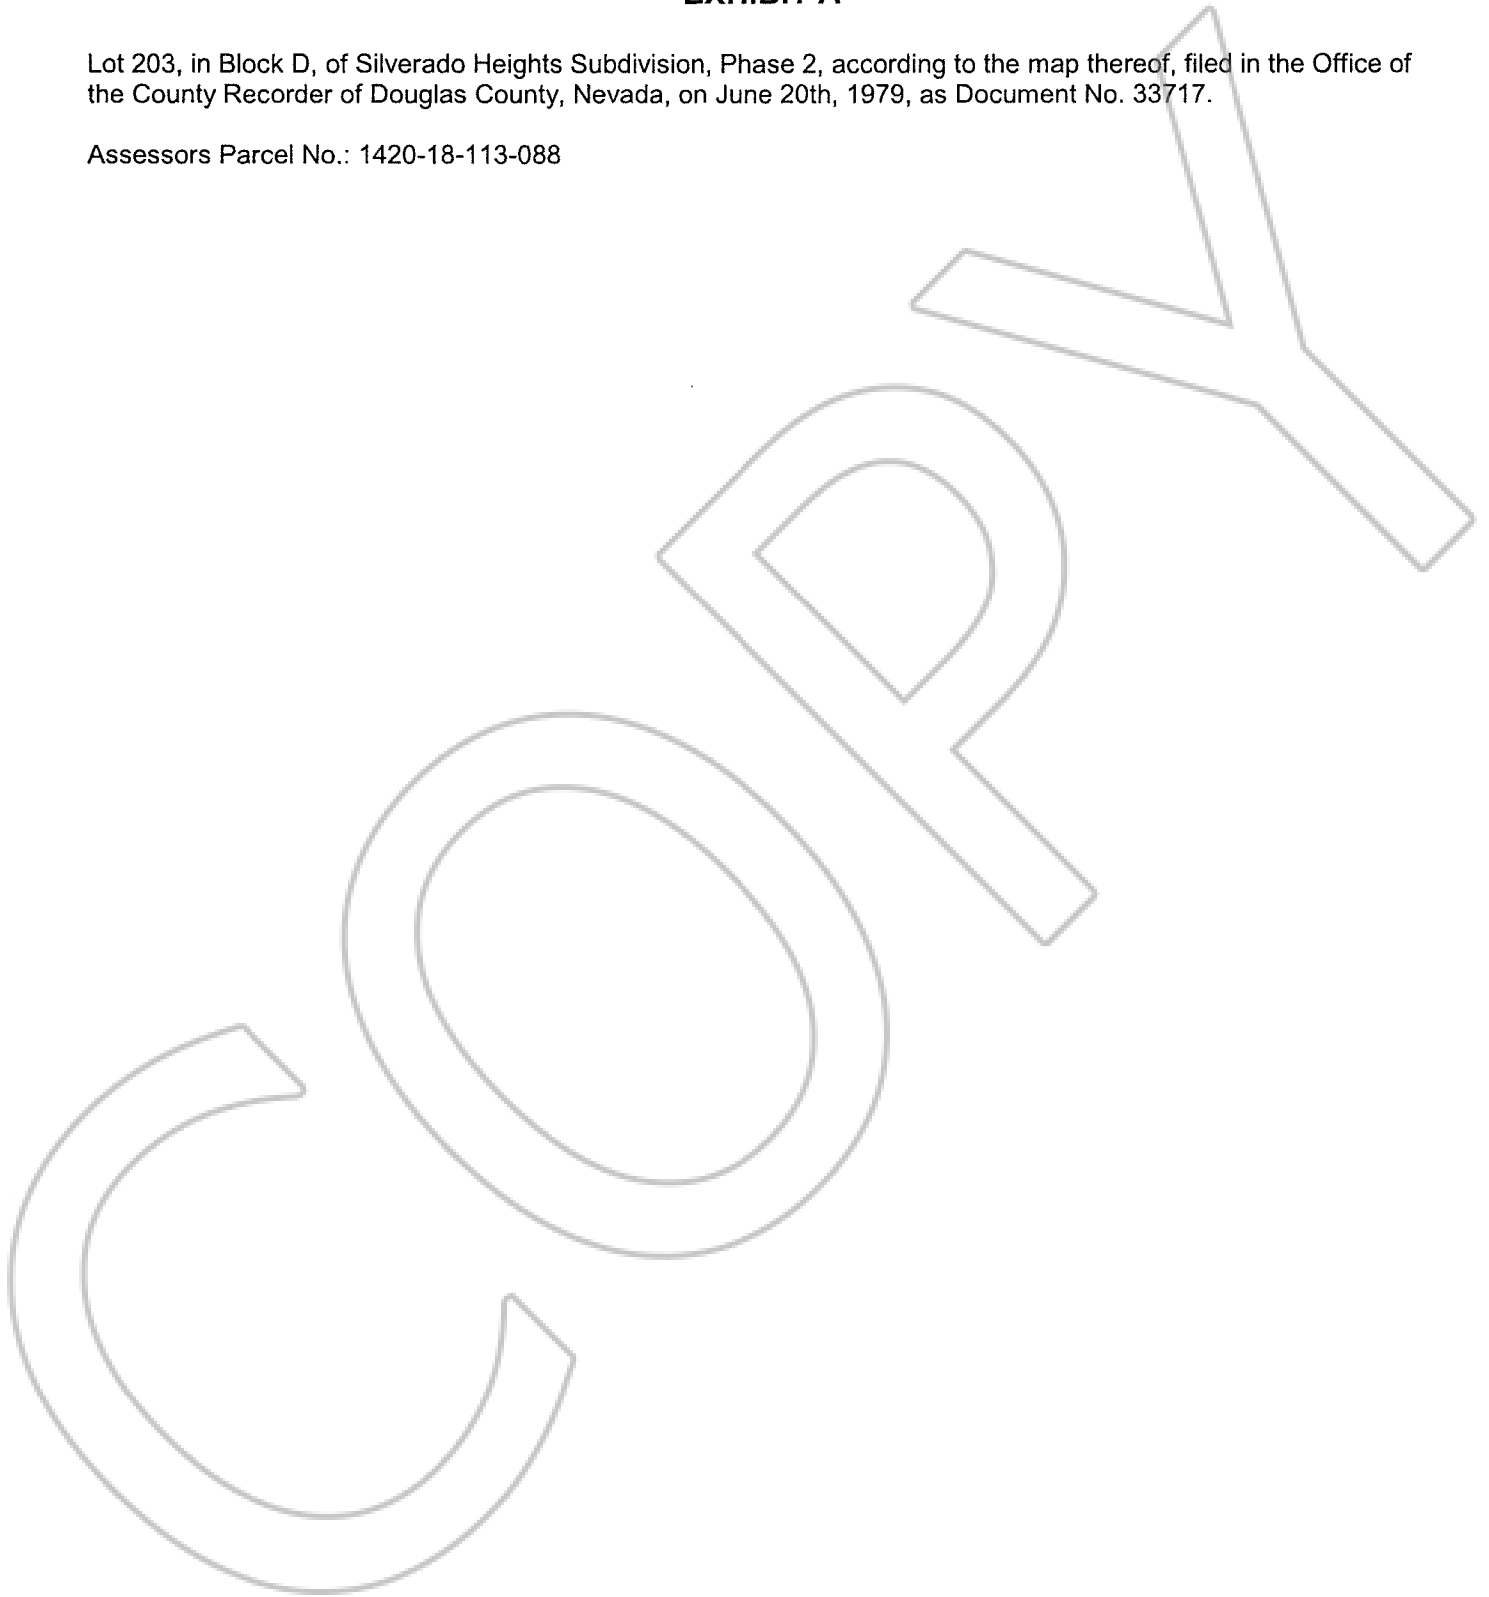 EXHIBIT A
Lot 203, in Block D, of Silverado Heights Subdivision, Phase 2, according to the map thereof, filed in the Office of
the County Recorder of Douglas County, Nevada, on June 20th, 1979, as Document No. 33717.
Assessors Parcel No.: 1420-18-113-088
COPY